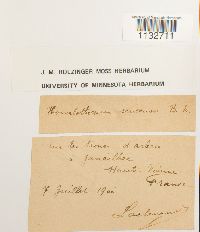 1132711
J. M. HOLZINGER MOSS HERBARIUM
UNIVERSITY OF MINNESOTA HERBARIUM
Homalothecium sericeum B. E.
sur les troncs d'arbres
à
Haute Vienne
France
Juillet 1900